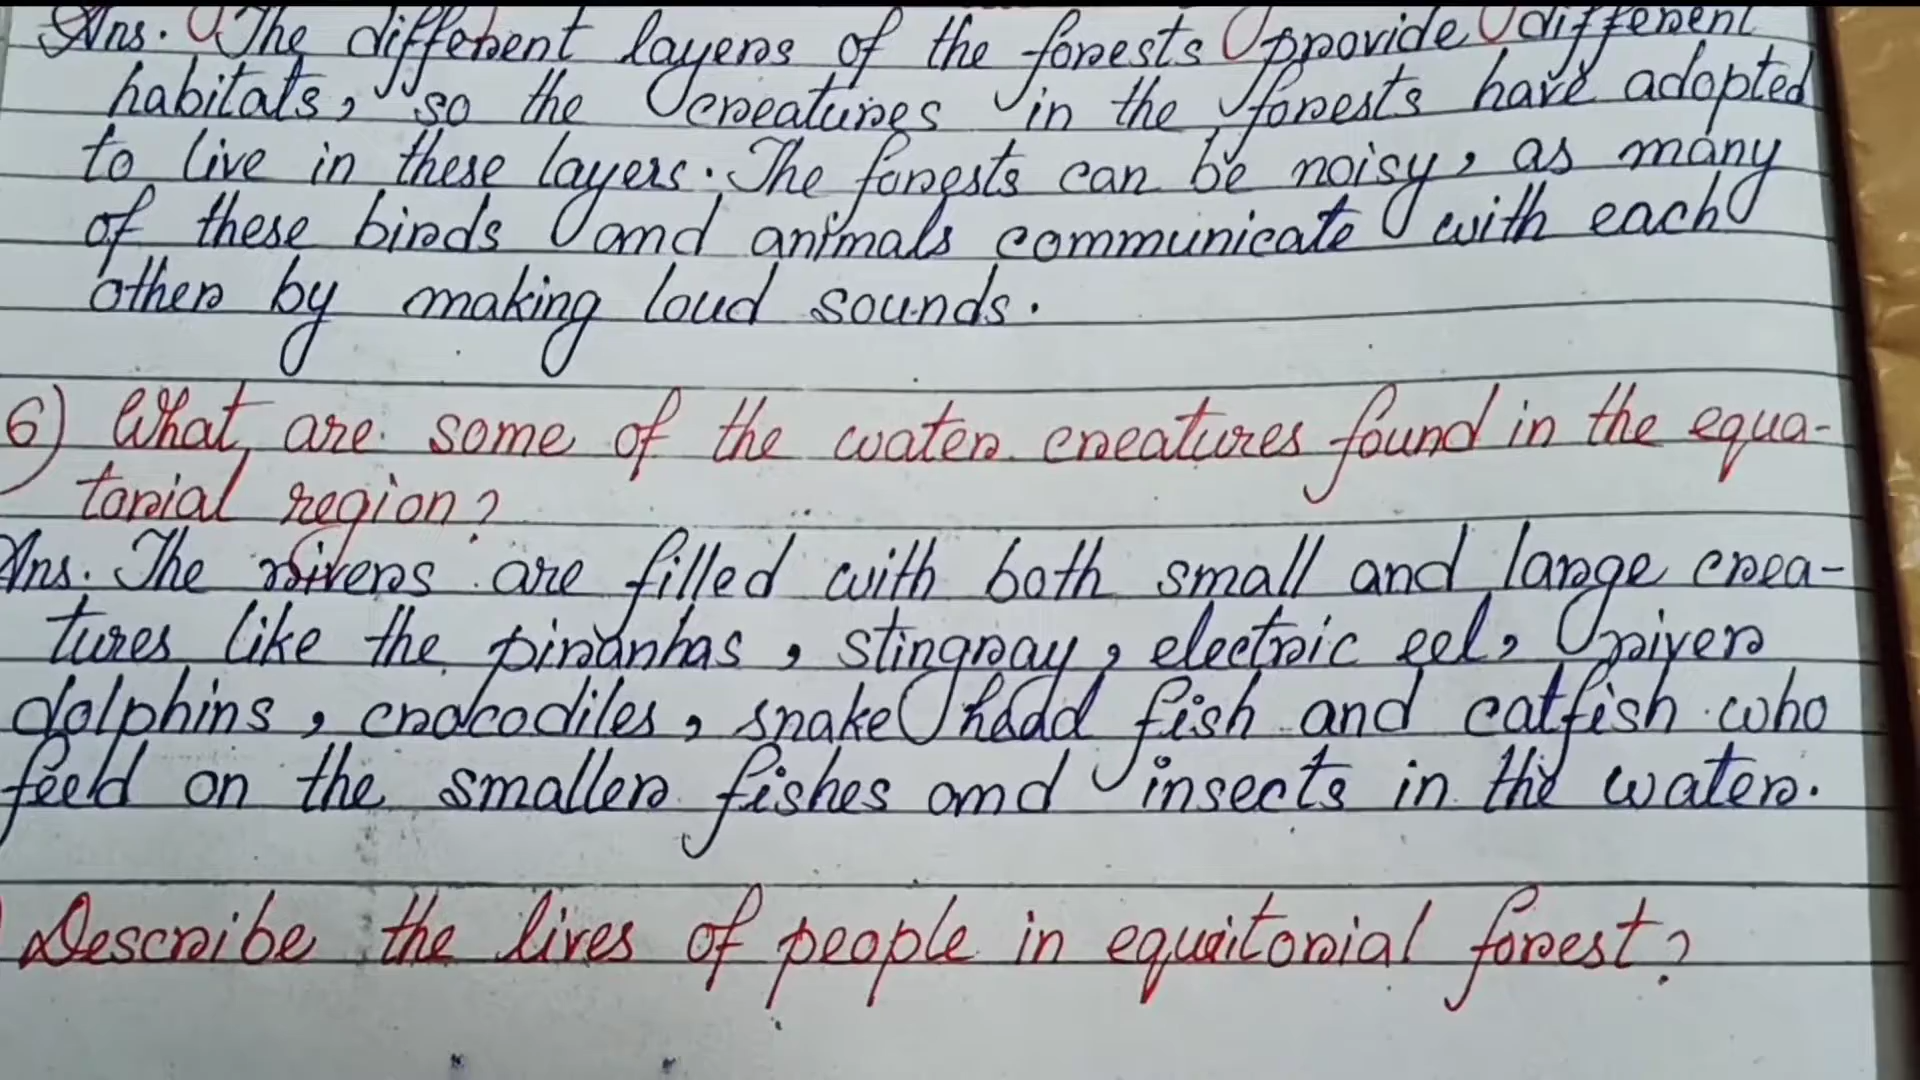 Ans. The different layers of the forests provide different
habitats, so the creatures in the forests have adopted
to live in these layers. The forests can be noisy, as many
of these birds and animals communicate with each
other by making loud sounds.
6) What are some of the water creatures found in the equa-
torial region?
Ans. The rivers are filled with both small and large crea-
tures like the piranhas, stingray, electric eel, river
dolphins, crocodiles, snake head fish and catfish who
feed on the smaller fishes and insects in the water.
Describe the lives of people in equitorial forest?